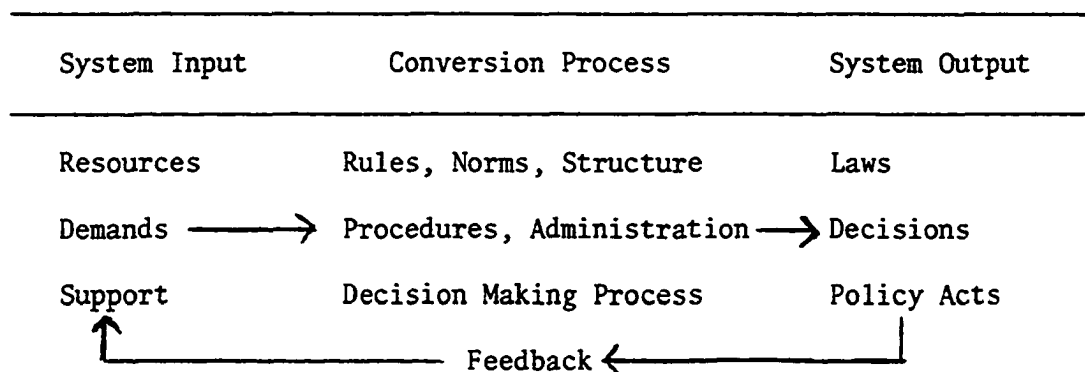 System Input Conversion Process System Output
Resources Rules, Norms, Structure Laws
Demands Procedures, Administration Decisions
Support Decision Making Process Policy Acts
Feedback